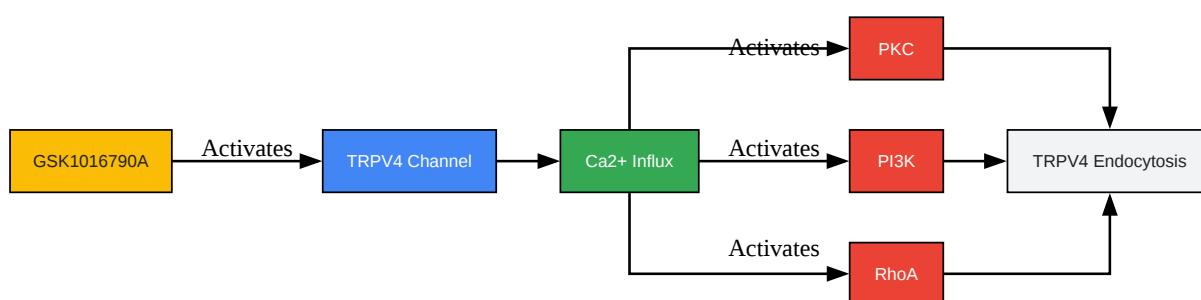 Activates
PKC
GSK1016790A
Activates
TRPV4 Channel
Ca2+ Influx
Activates
PI3K
TRPV4 Endocytosis
Activates
RhoA